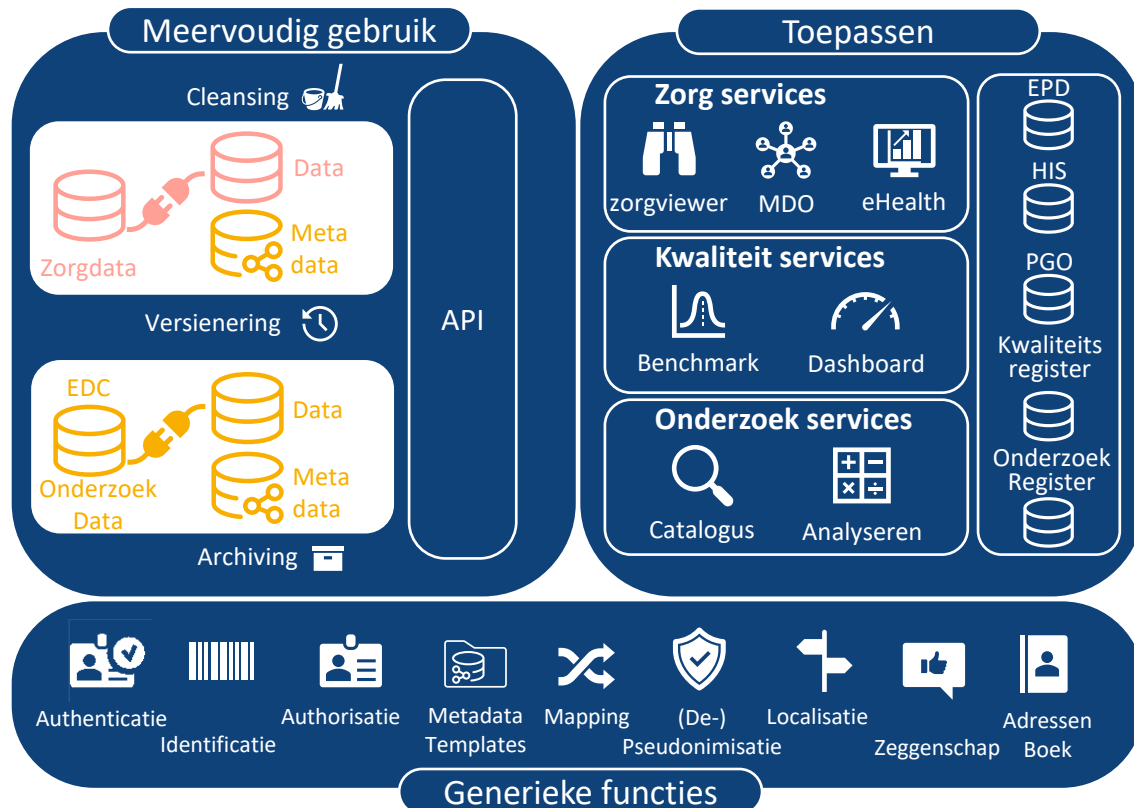 Meervoudig gebruik
Cleansing
Data
Meta
data
Zorgdata
Versienering
EDC
Data
Onderzoek
Data
Meta
data
Archiving
API
Toepassen
Zorg services
zorgviewer
MDO
eHealth
Kwaliteit services
Benchmark
Dashboard
Onderzoek services
Catalogus
Analyseren
EPD
HIS
PGO
Kwaliteits
register
Onderzoek
Register
Authenticatie
Identificatie
Authorisatie
Metadata
Templates
Mapping
(De-)
Pseudonimisatie
Localisatie
Zeggenschap
Adressen
Boek
Generieke functies